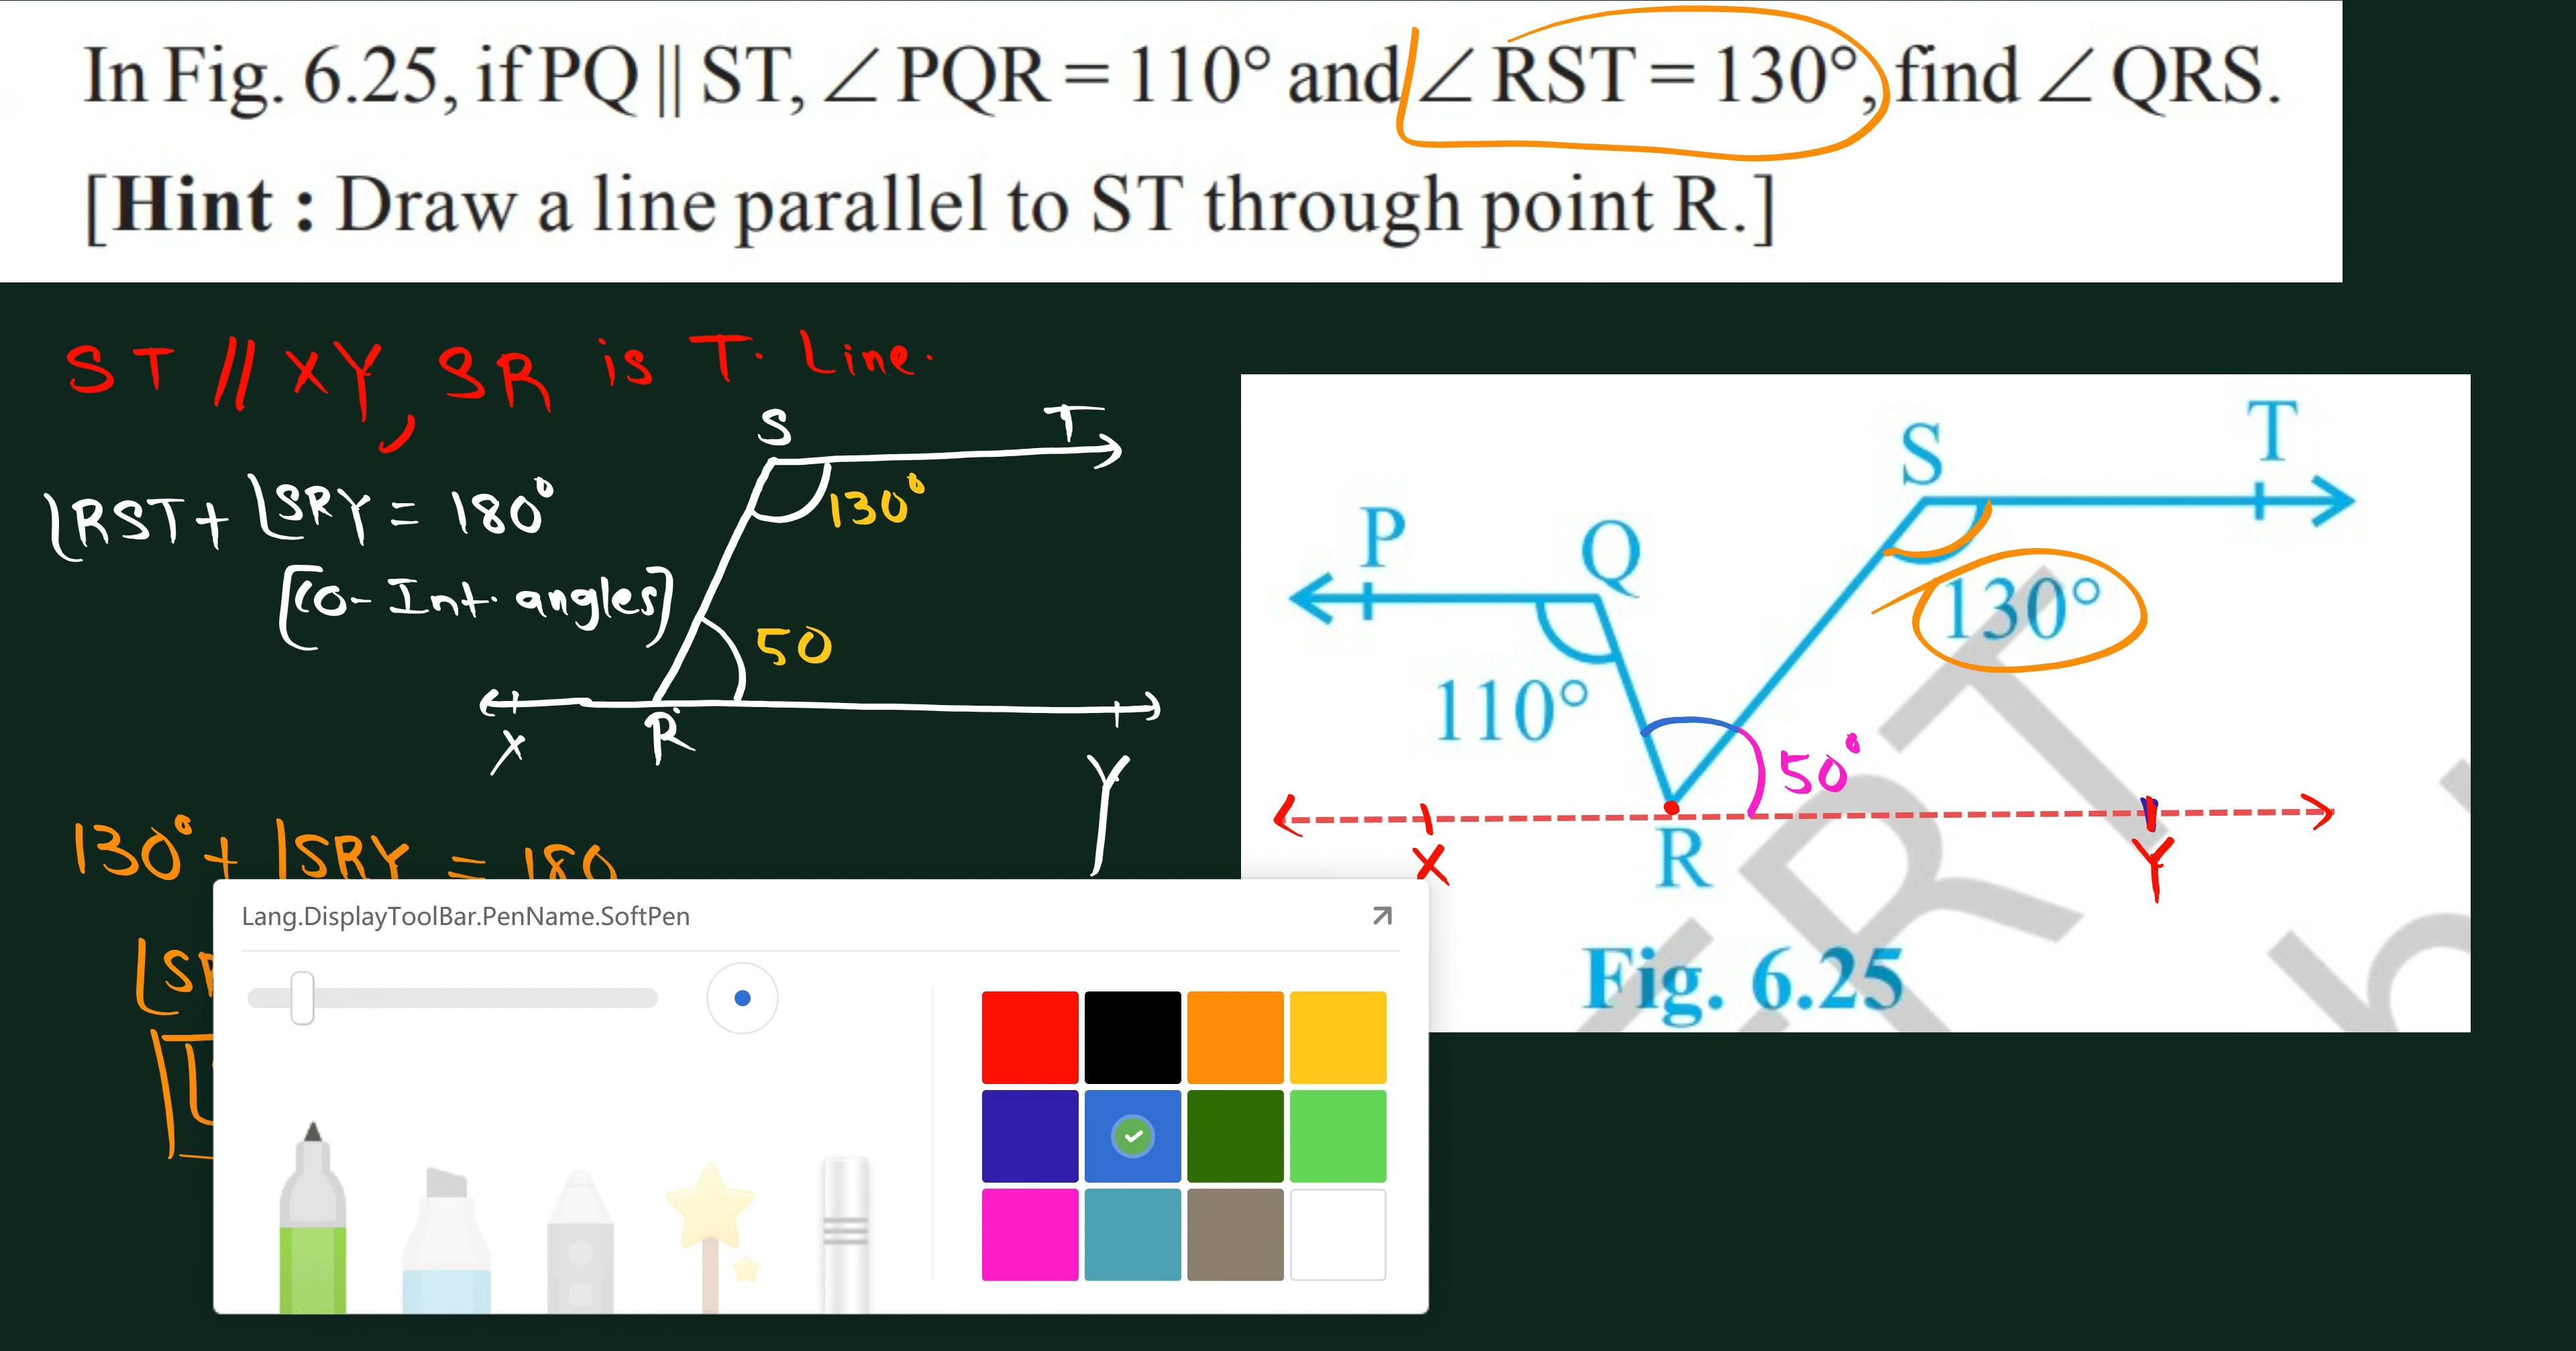 In Fig. 6.25, if PQ || ST, ∠ PQR = 110° and ∠ RST = 130°, find ∠ QRS.
[Hint : Draw a line parallel to ST through point R.]
ST // XY, SR is T. Line.
∠RST + ∠SRY = 180°
[Co-Int. angles]
S
T
130°
50
X
R
Y
130° + ∠SRY = 180
P
Q
S
T
110°
130°
50°
X
R
Y
Fig. 6.25
Lang.DisplayToolBar.PenName.SoftPen